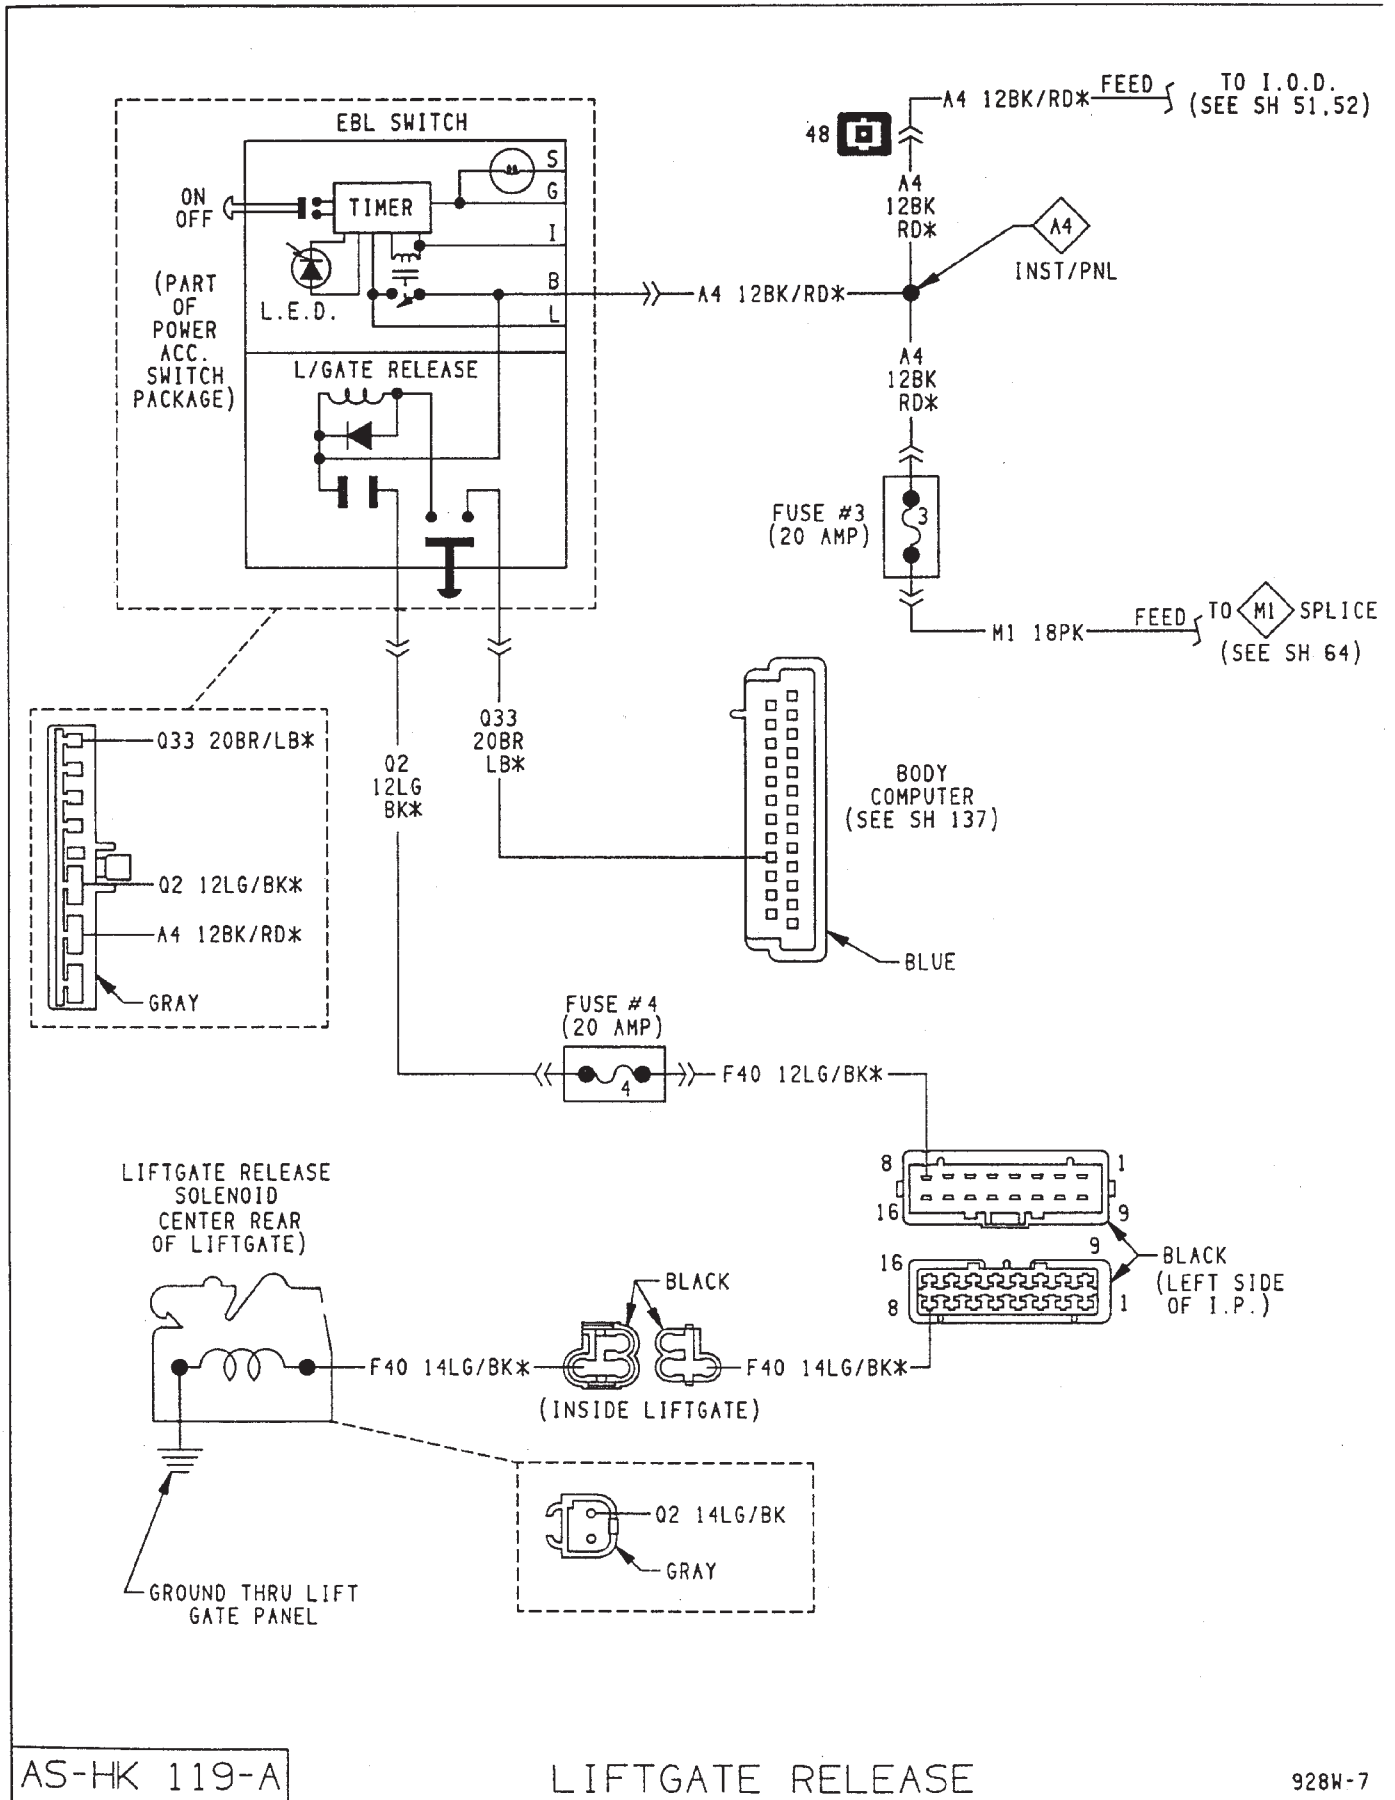 A4 12BK/RD* FEED TO I.O.D.
(SEE SH 51,52)
48
EBL SWITCH
S
G
I
B
L
ON
OFF
TIMER
L.E.D.
(PART
OF
POWER
ACC.
SWITCH
PACKAGE)
A4
12BK
RD*
A4
INST/PNL
A4 12BK/RD*
A4
12BK
RD*
L/GATE RELEASE
FUSE #3
(20 AMP)
3
M1 18PK FEED TO M1 SPLICE
(SEE SH 64)
Q33 20BR/LB*
Q2 12LG/BK*
A4 12BK/RD*
GRAY
Q2
12LG
BK*
Q33
20BR
LB*
BODY
COMPUTER
(SEE SH 137)
BLUE
FUSE #4
(20 AMP)
4
F40 12LG/BK*
8 1
16 9
16 9
8 1
BLACK
(LEFT SIDE
OF I.P.)
LIFTGATE RELEASE
SOLENOID
CENTER REAR
OF LIFTGATE)
BLACK
F40 14LG/BK*
F40 14LG/BK*
(INSIDE LIFTGATE)
Q2 14LG/BK
GRAY
GROUND THRU LIFT
GATE PANEL
AS-HK 119-A
LIFTGATE RELEASE
928W-7